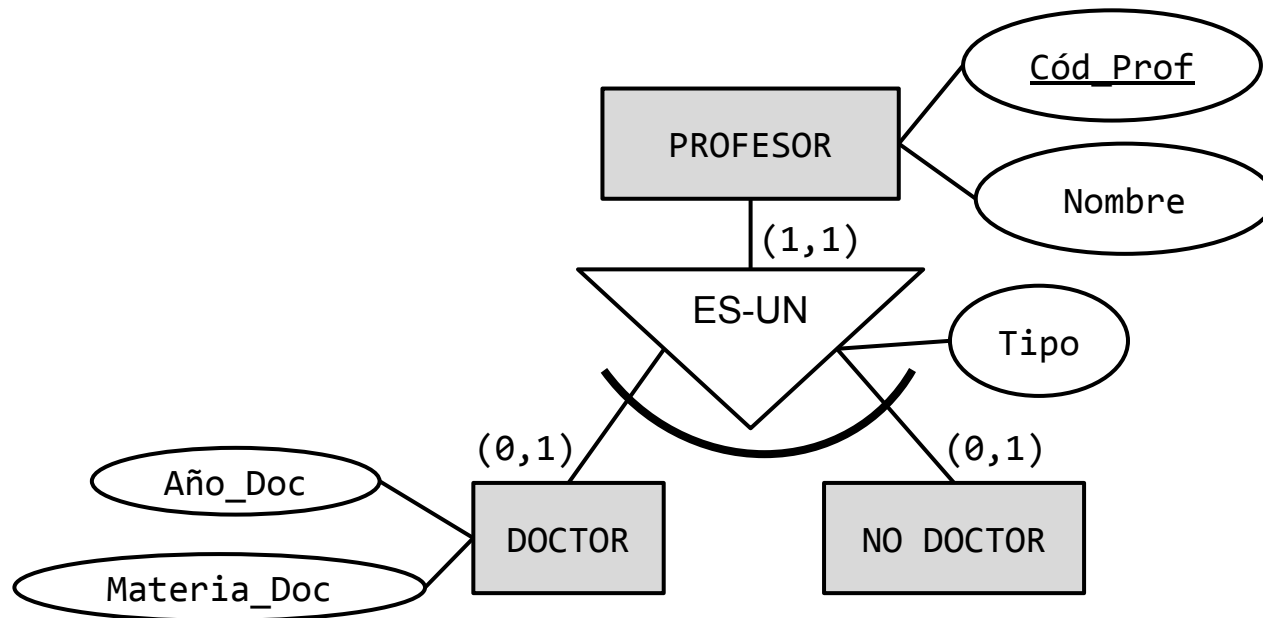 Cód_Prof
PROFESOR
Nombre
(1,1)
ES-UN
Tipo
(0,1)
(0,1)
Año_Doc
DOCTOR
NO DOCTOR
Materia_Doc